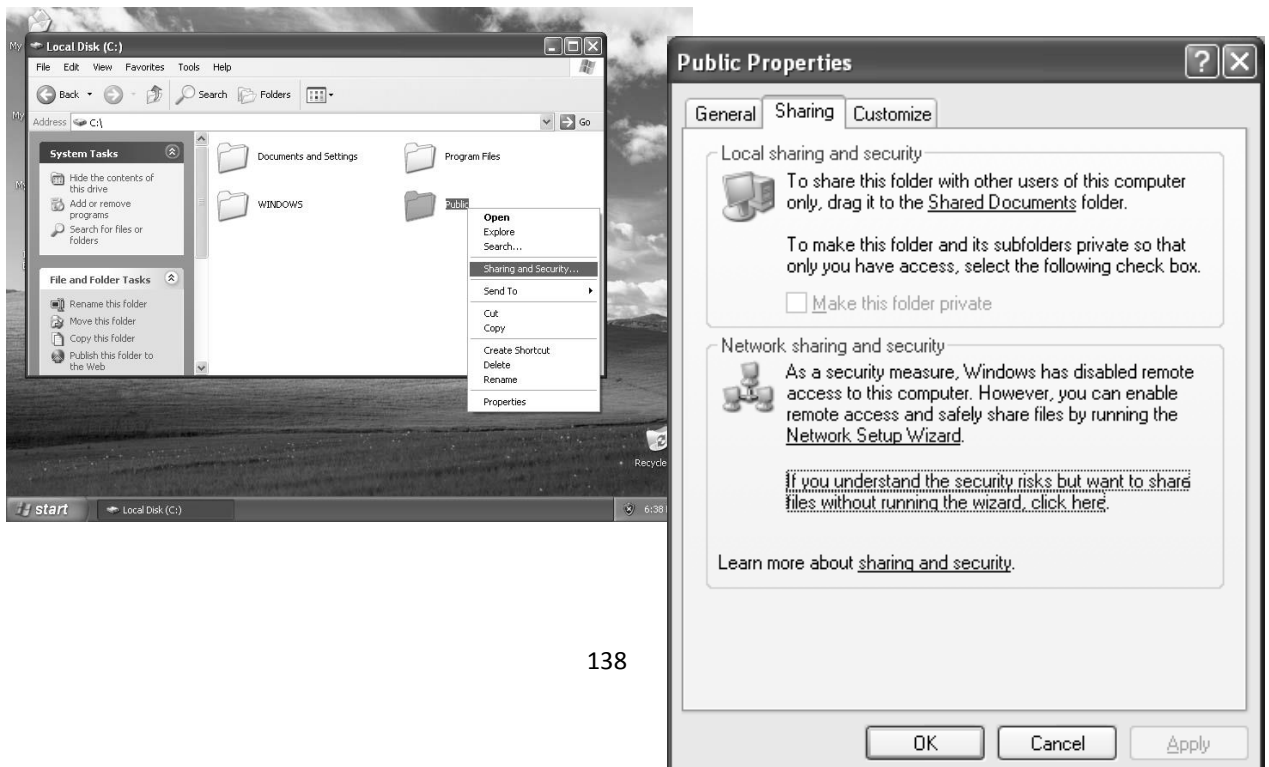 My
My
My
Local Disk (C:)
File Edit View Favorites Tools Help
Back Search Folders
Address C:\ Go
System Tasks
Hide the contents of
this drive
Add or remove
programs
Search for files or
folders
File and Folder Tasks
Rename this folder
Move this folder
Copy this folder
Publish this folder to
the Web
Documents and Settings
Program Files
WINDOWS
Public
Open
Explore
Search...
Sharing and Security...
Send To
Cut
Copy
Create Shortcut
Delete
Rename
Properties
Recycle
start
Local Disk (C:)
6:38
Public Properties
General Sharing Customize
Local sharing and security
To share this folder with other users of this computer
only, drag it to the Shared Documents folder.
To make this folder and its subfolders private so that
only you have access, select the following check box.
Make this folder private
Network sharing and security
As a security measure, Windows has disabled remote
access to this computer. However, you can enable
remote access and safely share files by running the
Network Setup Wizard.
If you understand the security risks but want to share
files without running the wizard, click here.
Learn more about sharing and security.
OK Cancel Apply
138